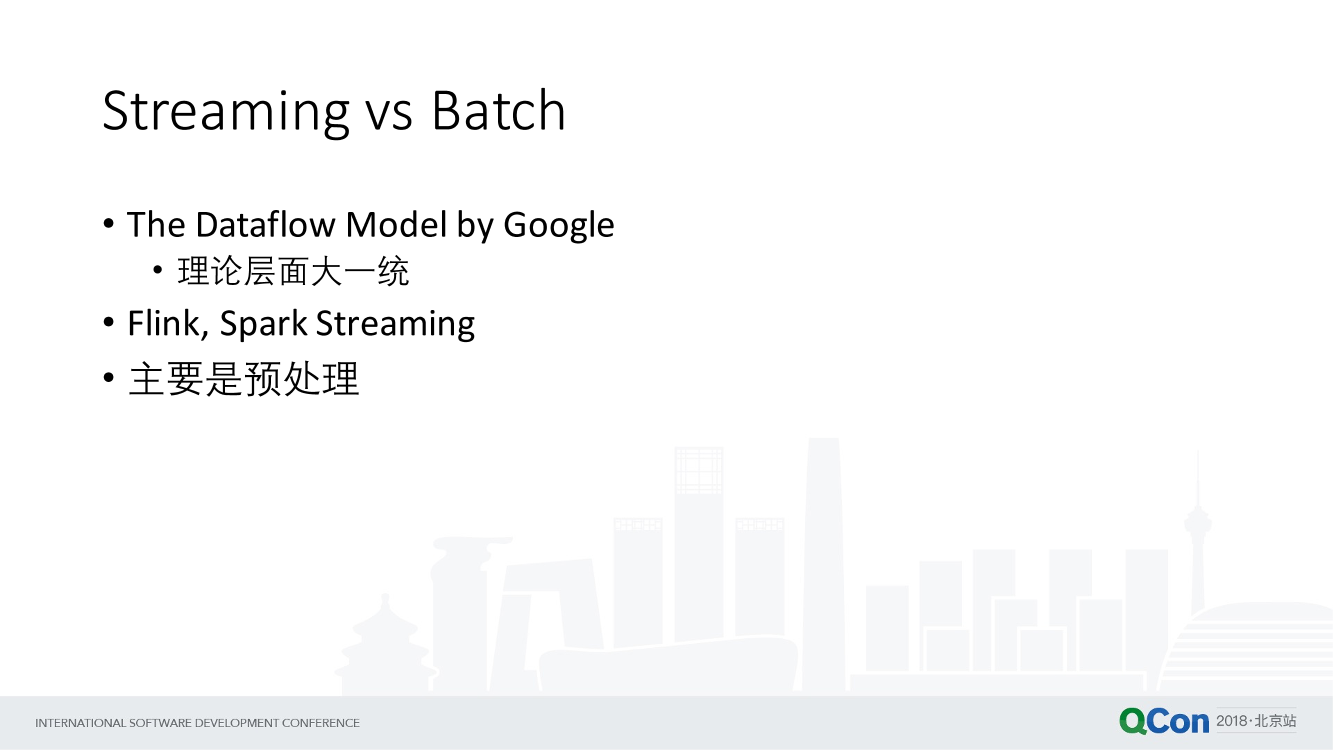 Streaming vs Batch
• The Dataflow Model by Google
• 理论层面大一统
• Flink, Spark Streaming
• 主要是预处理
INTERNATIONAL SOFTWARE DEVELOPMENT CONFERENCE
QCon 2018·北京站